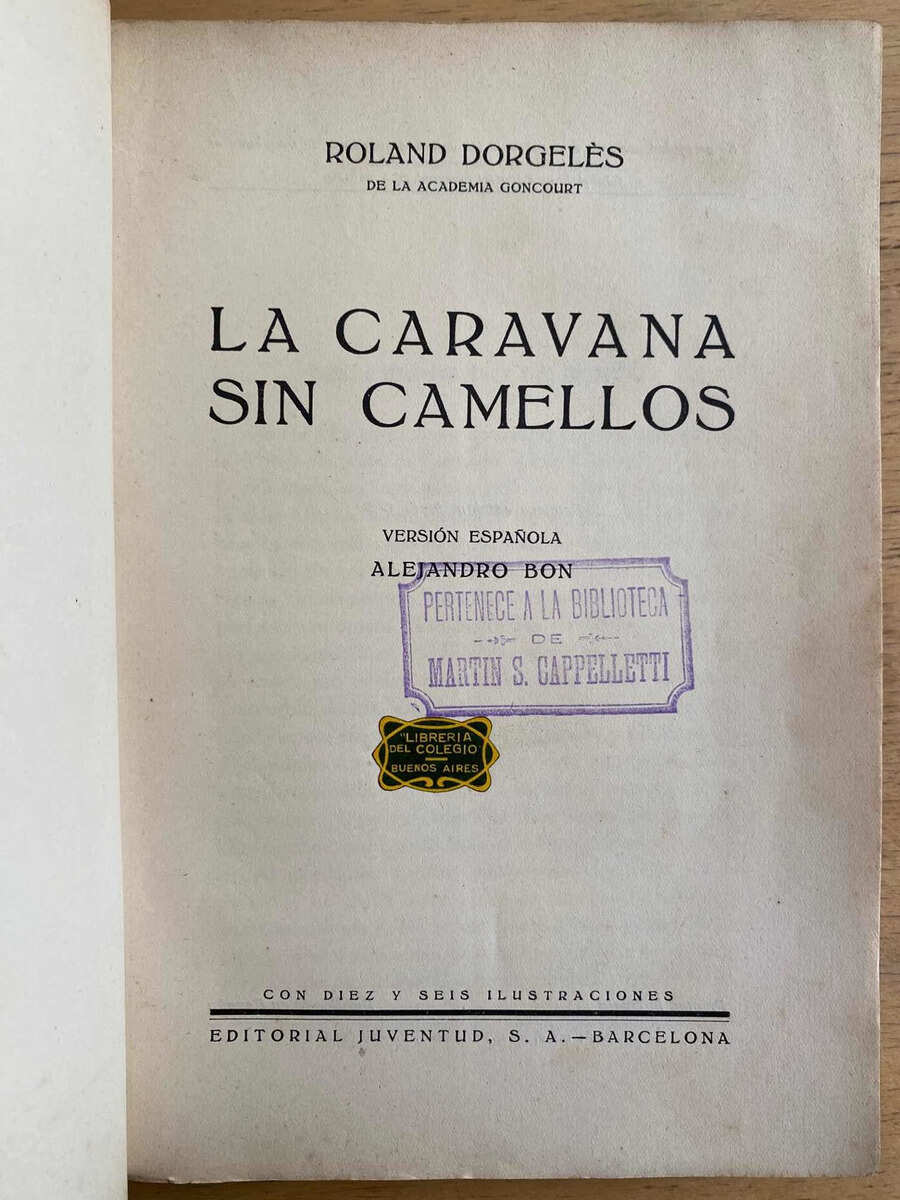 ROLAND DORGELÈS
DE LA ACADEMIA GONCOURT
LA CARAVANA
SIN CAMELLOS
VERSIÓN ESPAÑOLA
ALEJANDRO BON
PERTENECE A LA BIBLIOTECA
DE
MARTIN S. CAPPELLETTI
"LIBRERIA
DEL COLEGIO"
BUENOS AIRES
CON DIEZ Y SEIS ILUSTRACIONES
EDITORIAL JUVENTUD, S. A.—BARCELONA